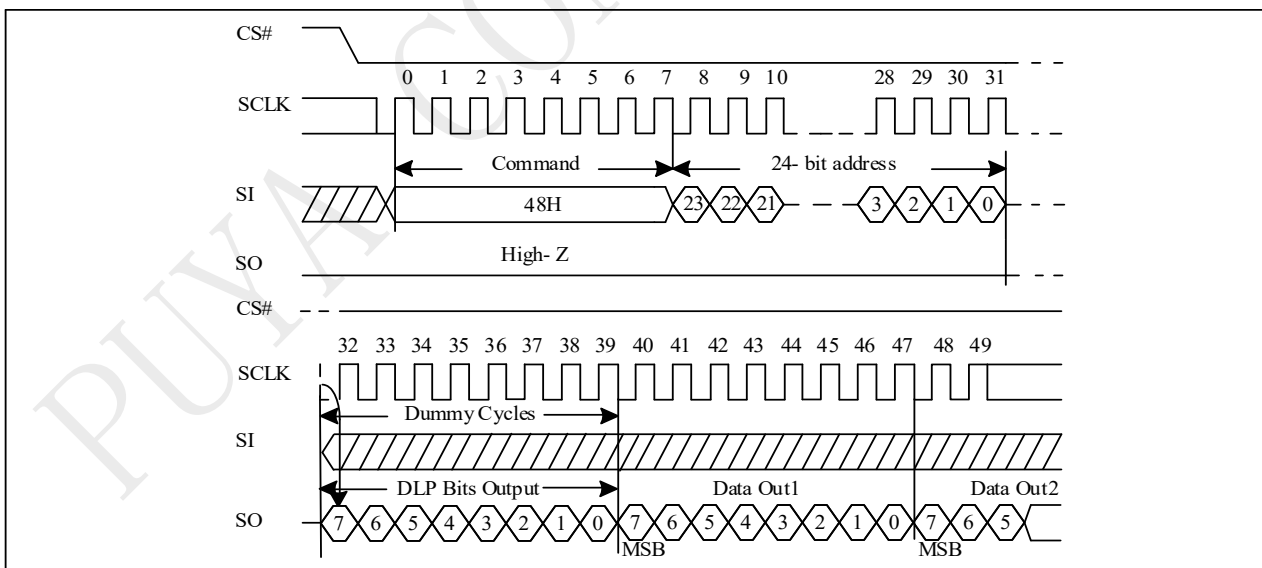 PUYA CON
CS#
0 1 2 3 4 5 6 7 8 9 10 28 29 30 31
SCLK
Command 24- bit address
SI 48H 23 22 21 3 2 1 0
High- Z
SO
CS#
32 33 34 35 36 37 38 39 40 41 42 43 44 45 46 47 48 49
SCLK
Dummy Cycles
SI
DLP Bits Output Data Out1 Data Out2
SO 7 6 5 4 3 2 1 0 7 6 5 4 3 2 1 0 7 6 5
MSB MSB